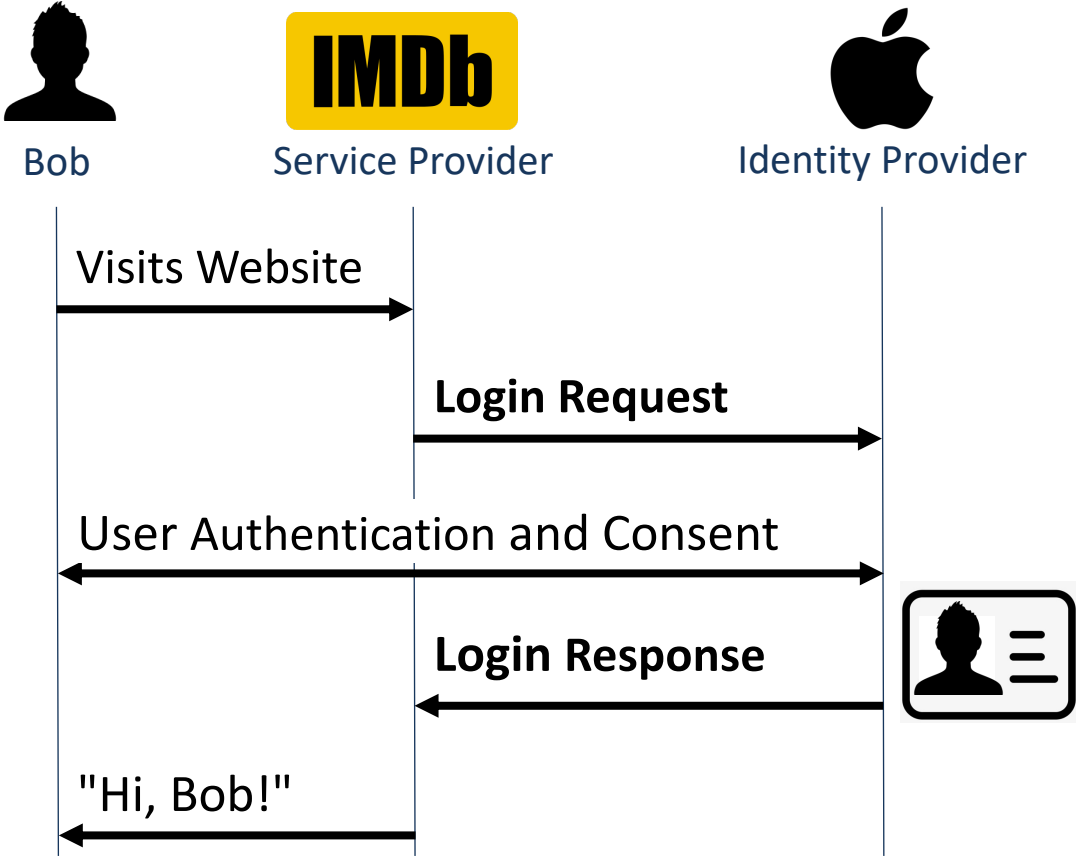 IMDb
Bob
Service Provider
Identity Provider
Visits Website
Login Request
User Authentication and Consent
Login Response
"Hi, Bob!"